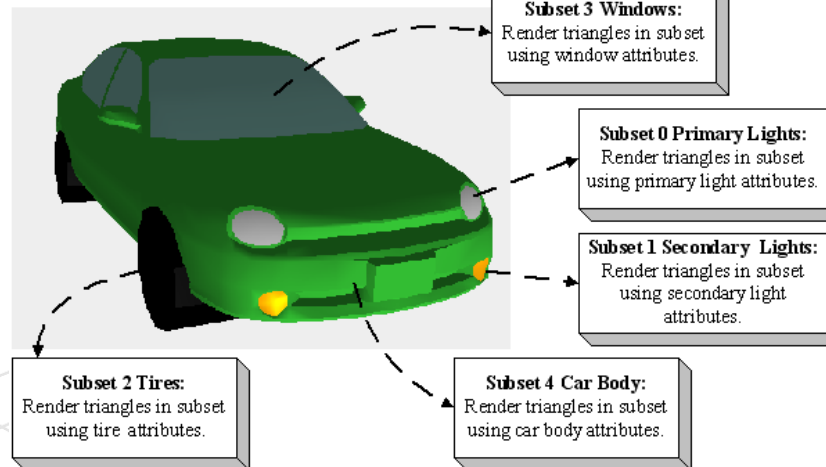 Subset 3 Windows:
Render triangles in subset
using window attributes.
Subset 0 Primary Lights:
Render triangles in subset
using primary light attributes.
Subset 1 Secondary Lights:
Render triangles in subset
using secondary light
attributes.
Subset 2 Tires:
Render triangles in subset
using tire attributes.
Subset 4 Car Body:
Render triangles in subset
using car body attributes.